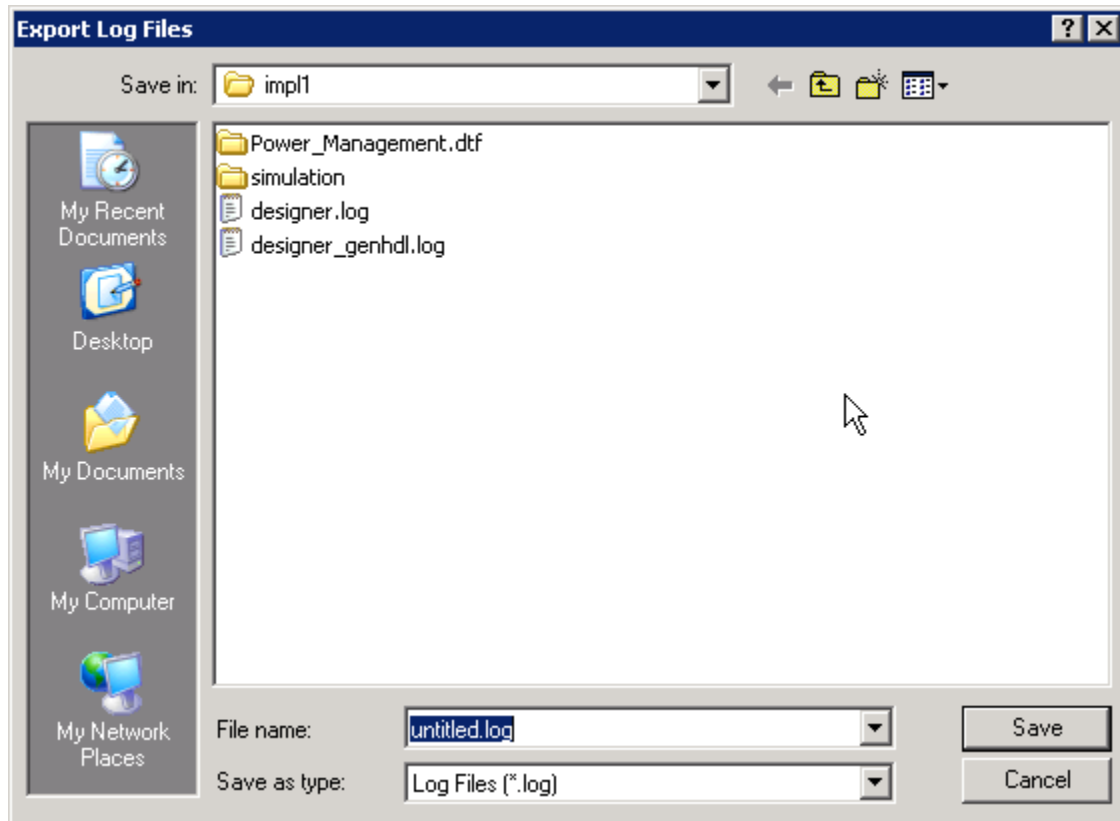 Export Log Files
Save in:
impl1
Power_Management.dtf
simulation
designer.log
designer_genhdl.log
My Recent
Documents
Desktop
My Documents
My Computer
My Network
Places
File name:
untitled.log
Save
Save as type:
Log Files (*.log)
Cancel